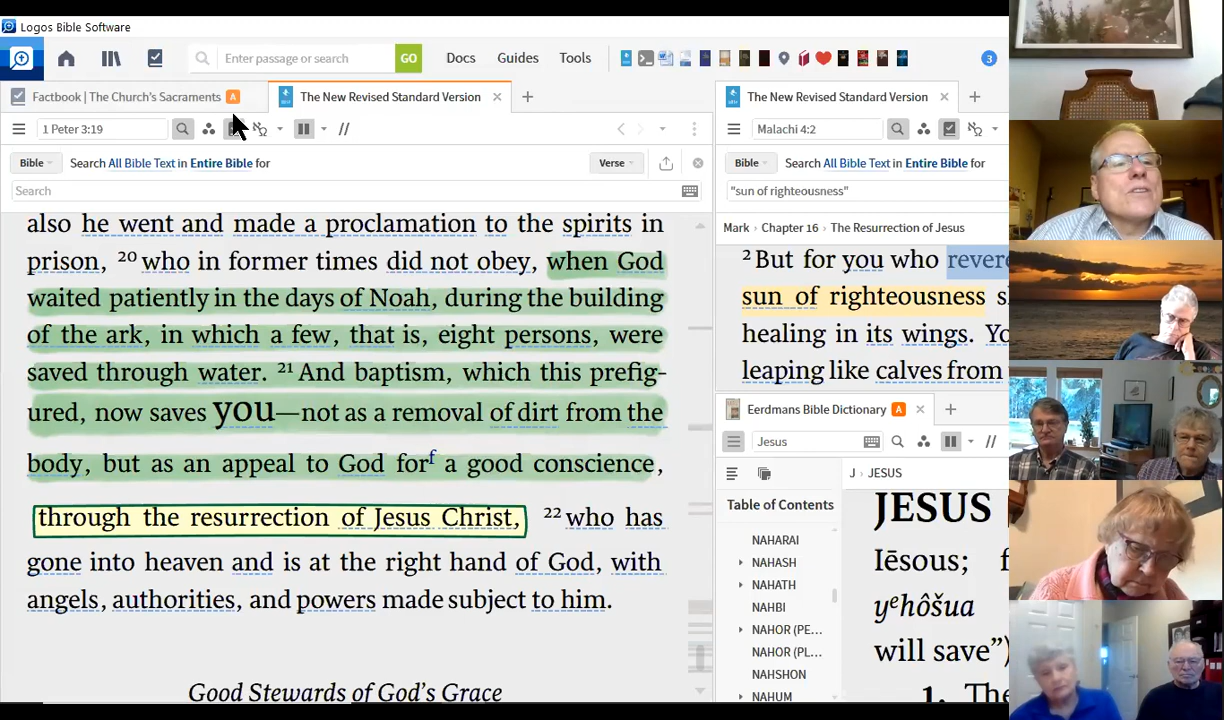 Logos Bible Software
Enter passage or search
GO
Docs
Guides
Tools
3
Factbook | The Church's Sacraments A
The New Revised Standard Version
1 Peter 3:19
Bible
Search All Bible Text in Entire Bible for
Verse
Search
also he went and made a proclamation to the spirits in
prison, 20 who in former times did not obey, when God
waited patiently in the days of Noah, during the building
of the ark, in which a few, that is, eight persons, were
saved through water. 21 And baptism, which this prefig-
ured, now saves you—not as a removal of dirt from the
body, but as an appeal to God for f a good conscience,
through the resurrection of Jesus Christ, 22 who has
gone into heaven and is at the right hand of God, with
angels, authorities, and powers made subject to him.
Good Stewards of God's Grace
The New Revised Standard Version
Malachi 4:2
Bible
Search All Bible Text in Entire Bible for
"sun of righteousness"
Mark › Chapter 16 › The Resurrection of Jesus
2 But for you who rever
sun of righteousness s
healing in its wings. Yo
leaping like calves from
Eerdmans Bible Dictionary A
Jesus
J › JESUS
Table of Contents
NAHARAI
NAHASH
NAHATH
NAHBI
NAHOR (PE...
NAHOR (PL...
NAHSHON
NAHUM
JESUS
Iēsous; f
yᵉhôšua
will save")
1. The